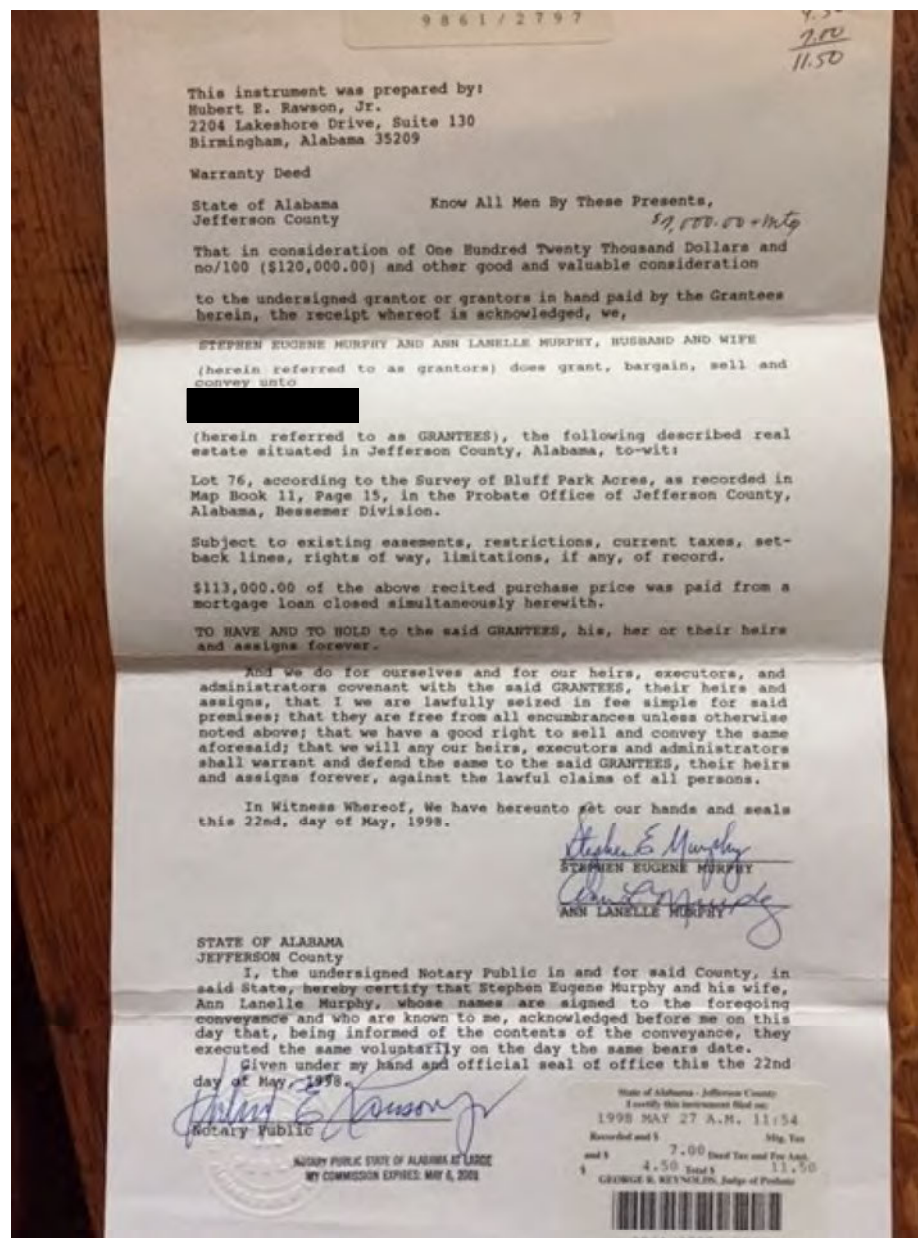 9861/2797
4.50
7.00
11.50
This instrument was prepared by:
Hubert E. Rawson, Jr.
2204 Lakeshore Drive, Suite 130
Birmingham, Alabama 35209
Warranty Deed
State of Alabama Know All Men By These Presents,
Jefferson County
$7,000.00 + mtg
That in consideration of One Hundred Twenty Thousand Dollars and
no/100 ($120,000.00) and other good and valuable consideration
to the undersigned grantor or grantors in hand paid by the Grantees
herein, the receipt whereof is acknowledged, we,
STEPHEN EUGENE MURPHY AND ANN LANELLE MURPHY, HUSBAND AND WIFE
(herein referred to as grantors) does grant, bargain, sell and
convey unto
(herein referred to as GRANTEES), the following described real
estate situated in Jefferson County, Alabama, to-wit:
Lot 76, according to the Survey of Bluff Park Acres, as recorded in
Map Book 11, Page 15, in the Probate Office of Jefferson County,
Alabama, Bessemer Division.
Subject to existing easements, restrictions, current taxes, set-
back lines, rights of way, limitations, if any, of record.
$113,000.00 of the above recited purchase price was paid from a
mortgage loan closed simultaneously herewith.
TO HAVE AND TO HOLD to the said GRANTEES, his, her or their heirs
and assigns forever.
And we do for ourselves and for our heirs, executors, and
administrators covenant with the said GRANTEES, their heirs and
assigns, that I we are lawfully seized in fee simple for said
premises; that they are free from all encumbrances unless otherwise
noted above; that we have a good right to sell and convey the same
aforesaid; that we will any our heirs, executors and administrators
shall warrant and defend the same to the said GRANTEES, their heirs
and assigns forever, against the lawful claims of all persons.
In Witness Whereof, We have hereunto set our hands and seals
this 22nd, day of May, 1998.
Stephen E Murphy
STEPHEN EUGENE MURPHY
Ann L Murphy
ANN LANELLE MURPHY
STATE OF ALABAMA
JEFFERSON County
I, the undersigned Notary Public in and for said County, in
said State, hereby certify that Stephen Eugene Murphy and his wife,
Ann Lanelle Murphy, whose names are signed to the foregoing
conveyance and who are known to me, acknowledged before me on this
day that, being informed of the contents of the conveyance, they
executed the same voluntarily on the day the same bears date.
Given under my hand and official seal of office this the 22nd
day of May, 1998.
Hubert E Rawson Jr
Notary Public
NOTARY PUBLIC STATE OF ALABAMA AT LARGE
MY COMMISSION EXPIRES: MAY 6, 2001
State of Alabama - Jefferson County
I certify this instrument filed on:
1998 MAY 27 A.M. 11:54
Recorded and $ Mtg. Tax
and $ 7.00 Deed Tax and Fee Amt.
$ 4.50 Total $ 11.50
GEORGE R. REYNOLDS, Judge of Probate